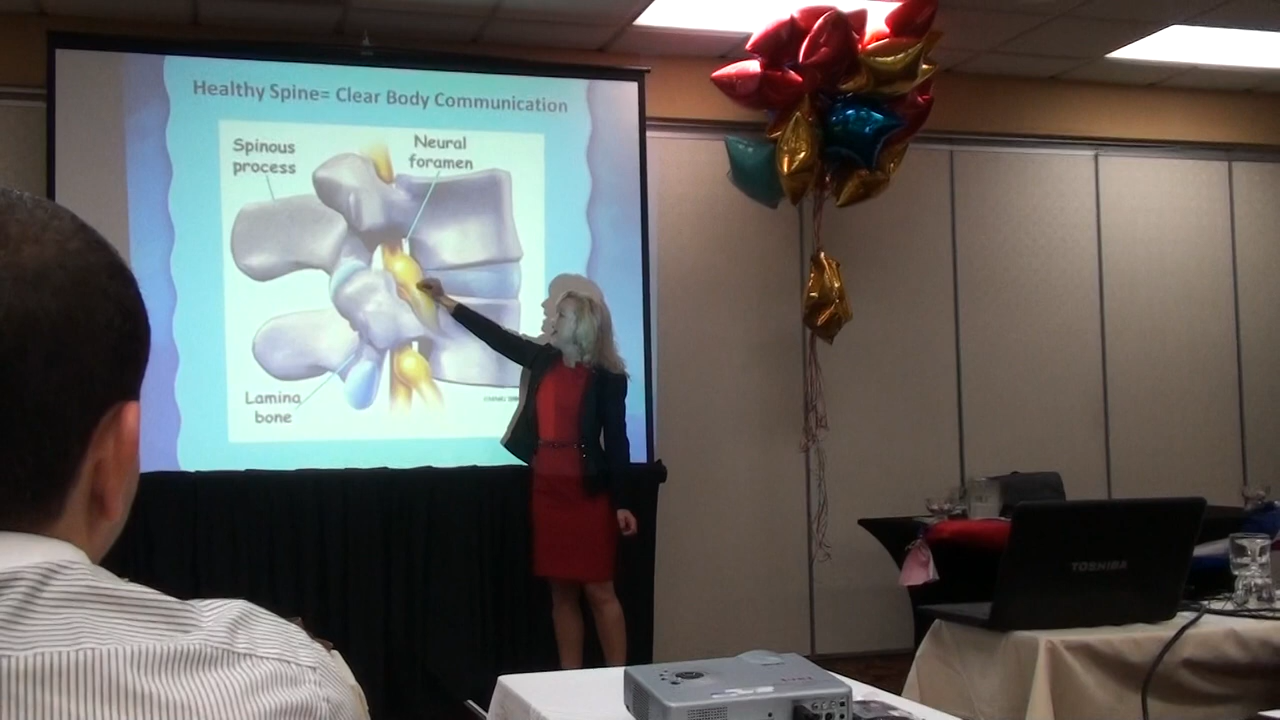 Healthy Spine= Clear Body Communication
Spinous
process
Neural
foramen
Lamina
bone
TOSHIBA